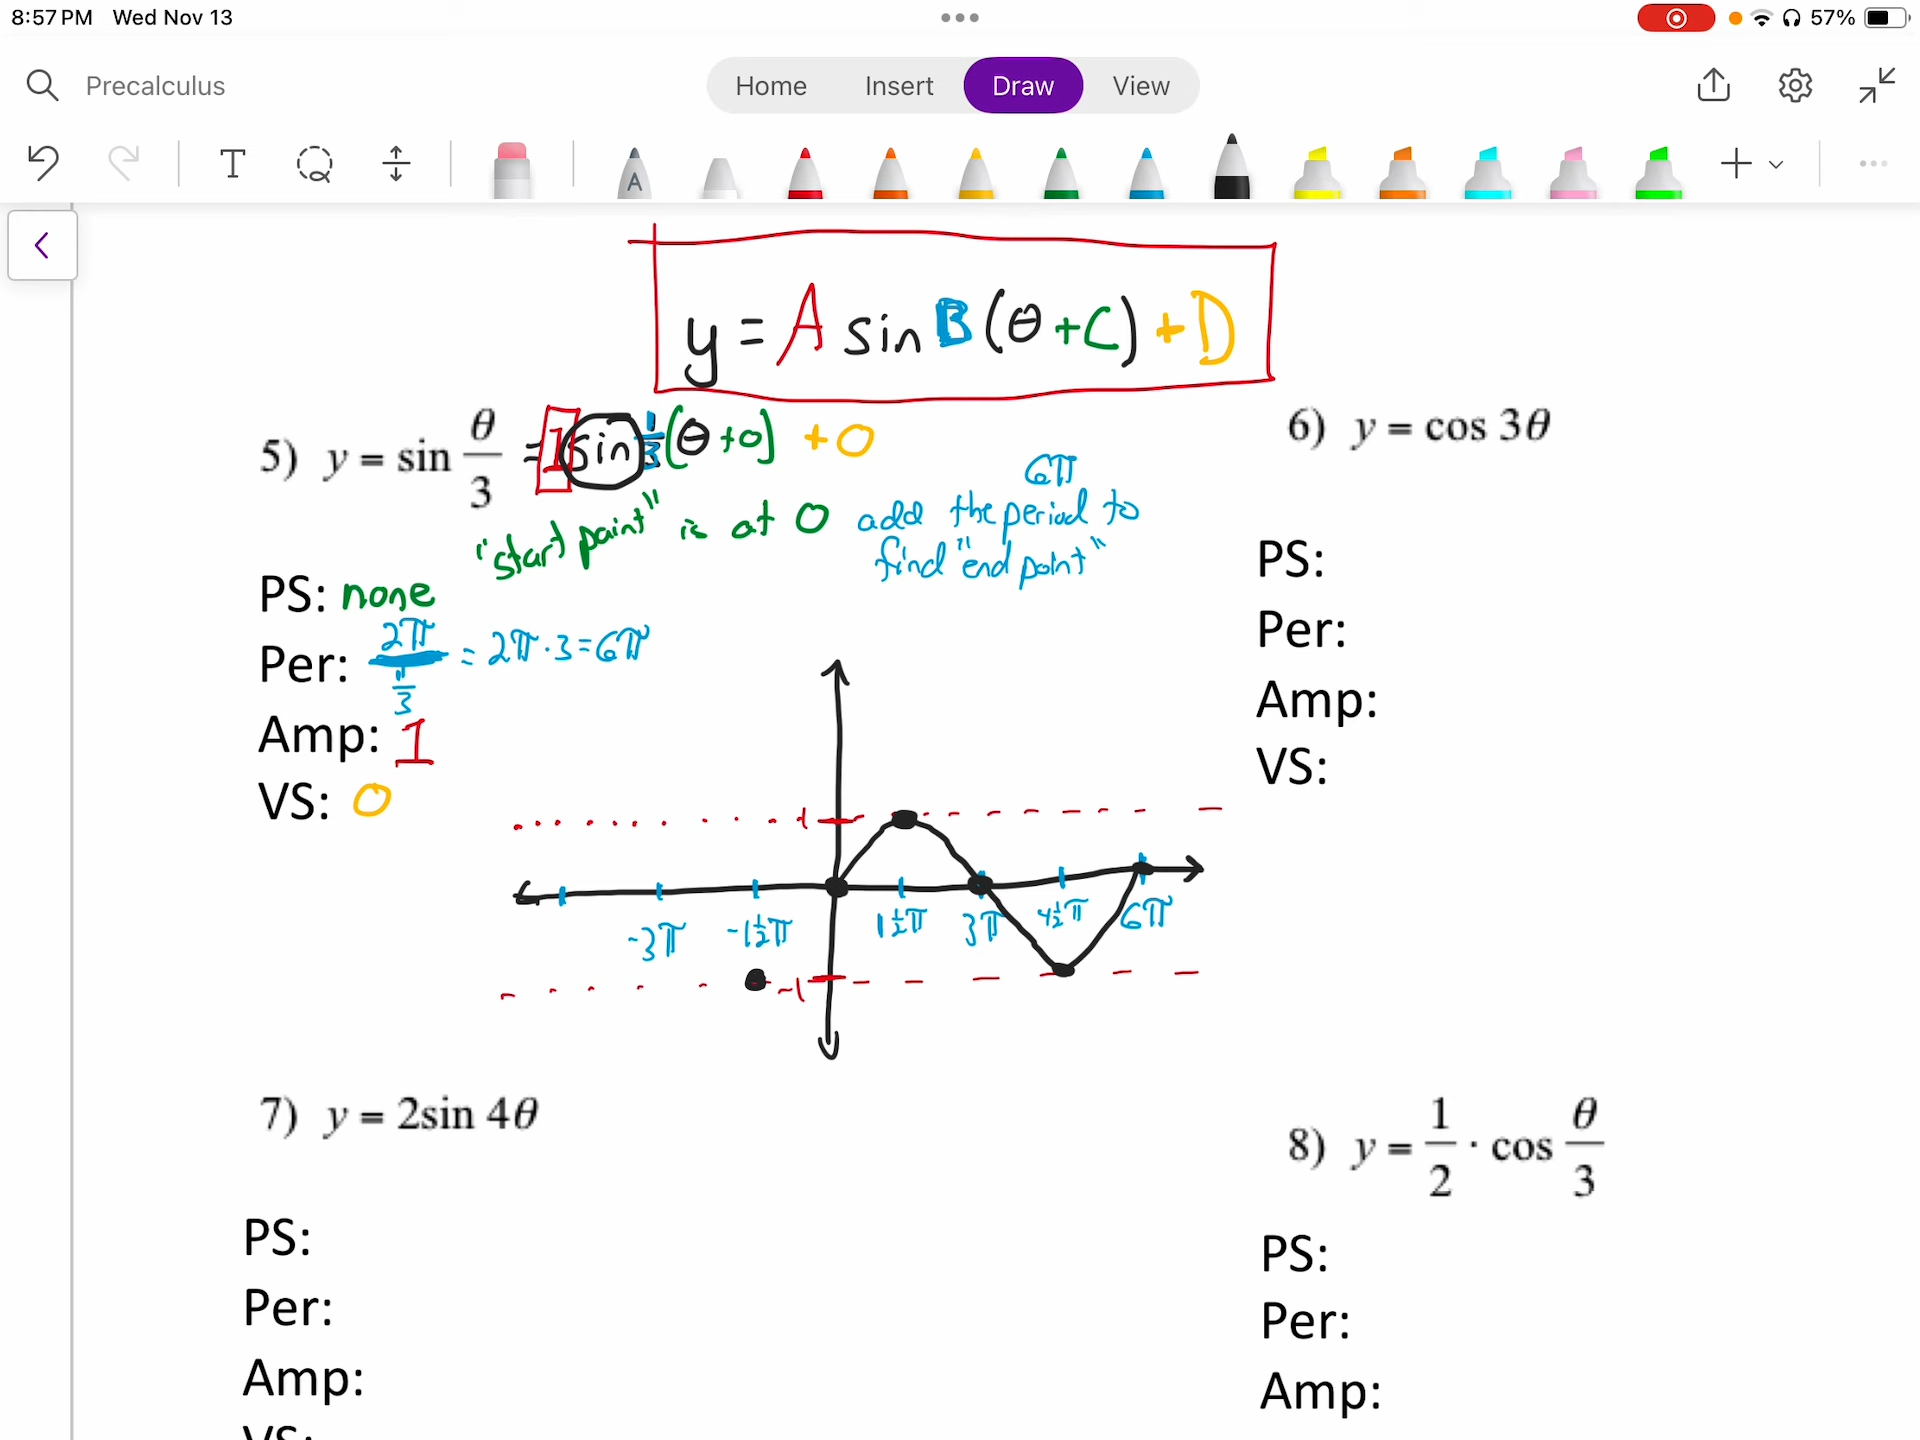 8:57 PM Wed Nov 13
57%
Precalculus
Home Insert Draw View
T
A
y = A sin B (θ + C) + D
5) y = sin θ/3 = 1 sin 1/3 (θ + 0) + 0
"start point" is at 0
6π
add the period to
find "end point"
PS: none
Per: 2π / 1/3 = 2π · 3 = 6π
Amp: 1
VS: 0
1
-3π -1½π 1½π 3π 4½π 6π
-1
6) y = cos 3θ
PS:
Per:
Amp:
VS:
7) y = 2sin 4θ
PS:
Per:
Amp:
VS:
8) y = 1/2 · cos θ/3
PS:
Per:
Amp: